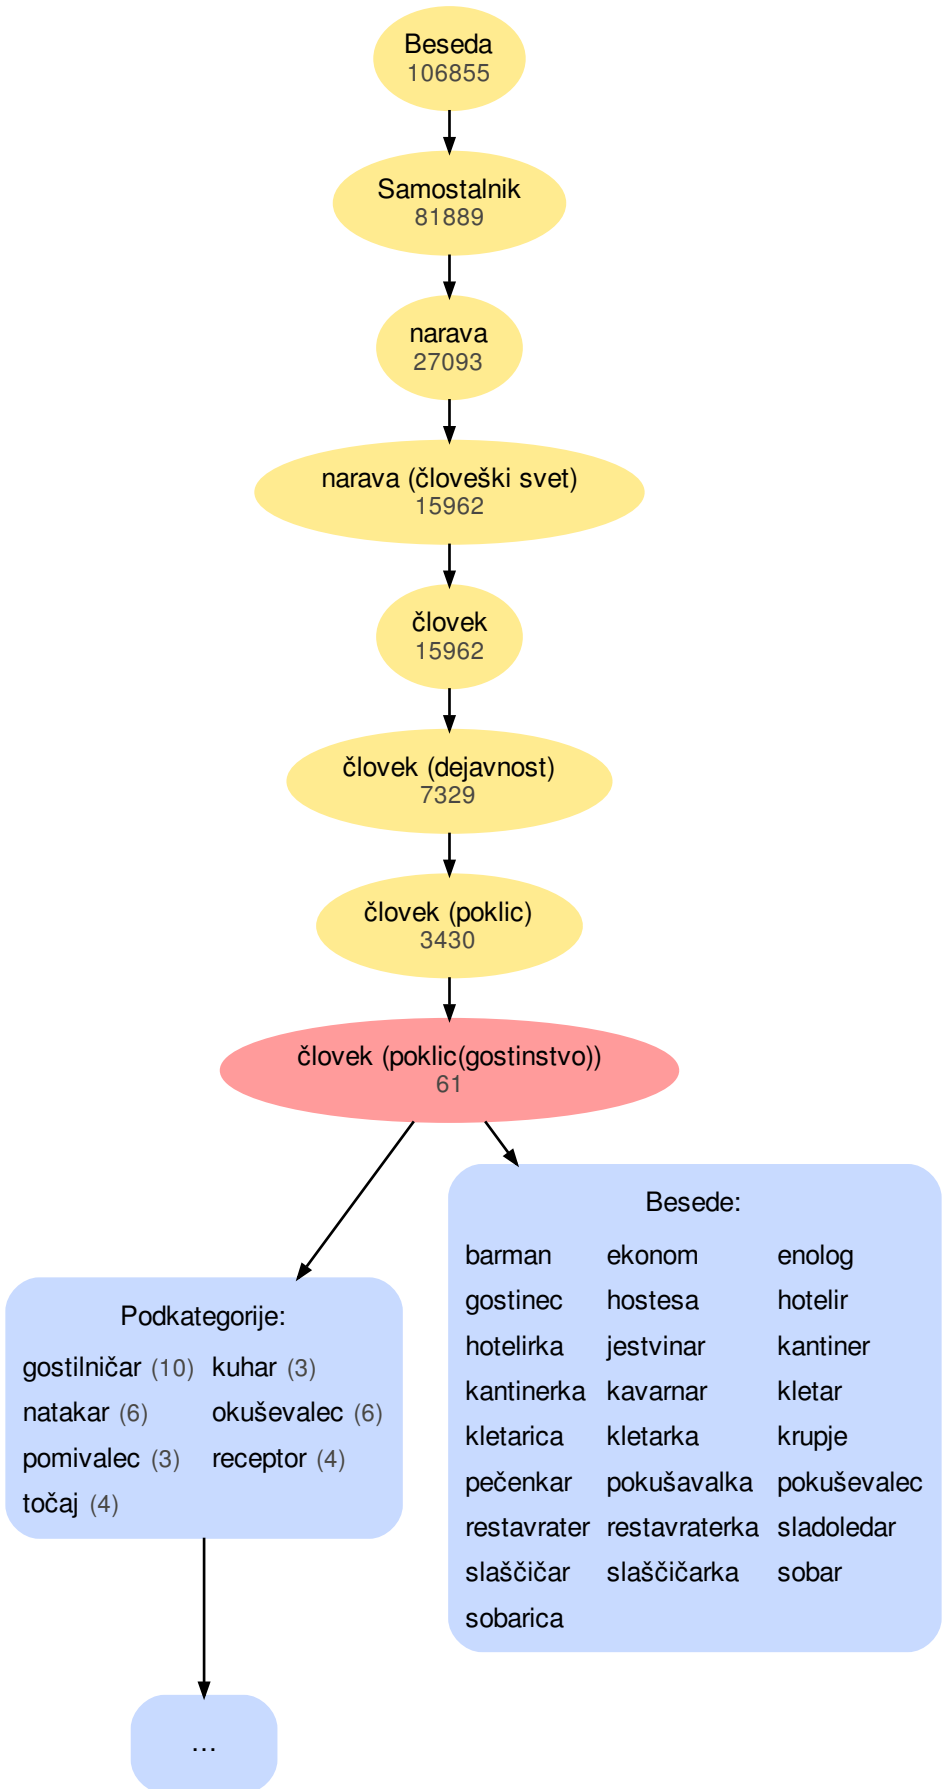 Beseda
106855
Samostalnik
81889
narava
27093
narava (človeški svet)
15962
človek
15962
človek (dejavnost)
7329
človek (poklic)
3430
človek (poklic(gostinstvo))
61
Podkategorije:
gostilničar (10) kuhar (3)
natakar (6) okuševalec (6)
pomivalec (3) receptor (4)
točaj (4)
...
Besede:
barman ekonom enolog
gostinec hostesa hotelir
hotelirka jestvinar kantiner
kantinerka kavarnar kletar
kletarica kletarka krupje
pečenkar pokušavalka pokuševalec
restavrater restavraterka sladoledar
slaščičar slaščičarka sobar
sobarica